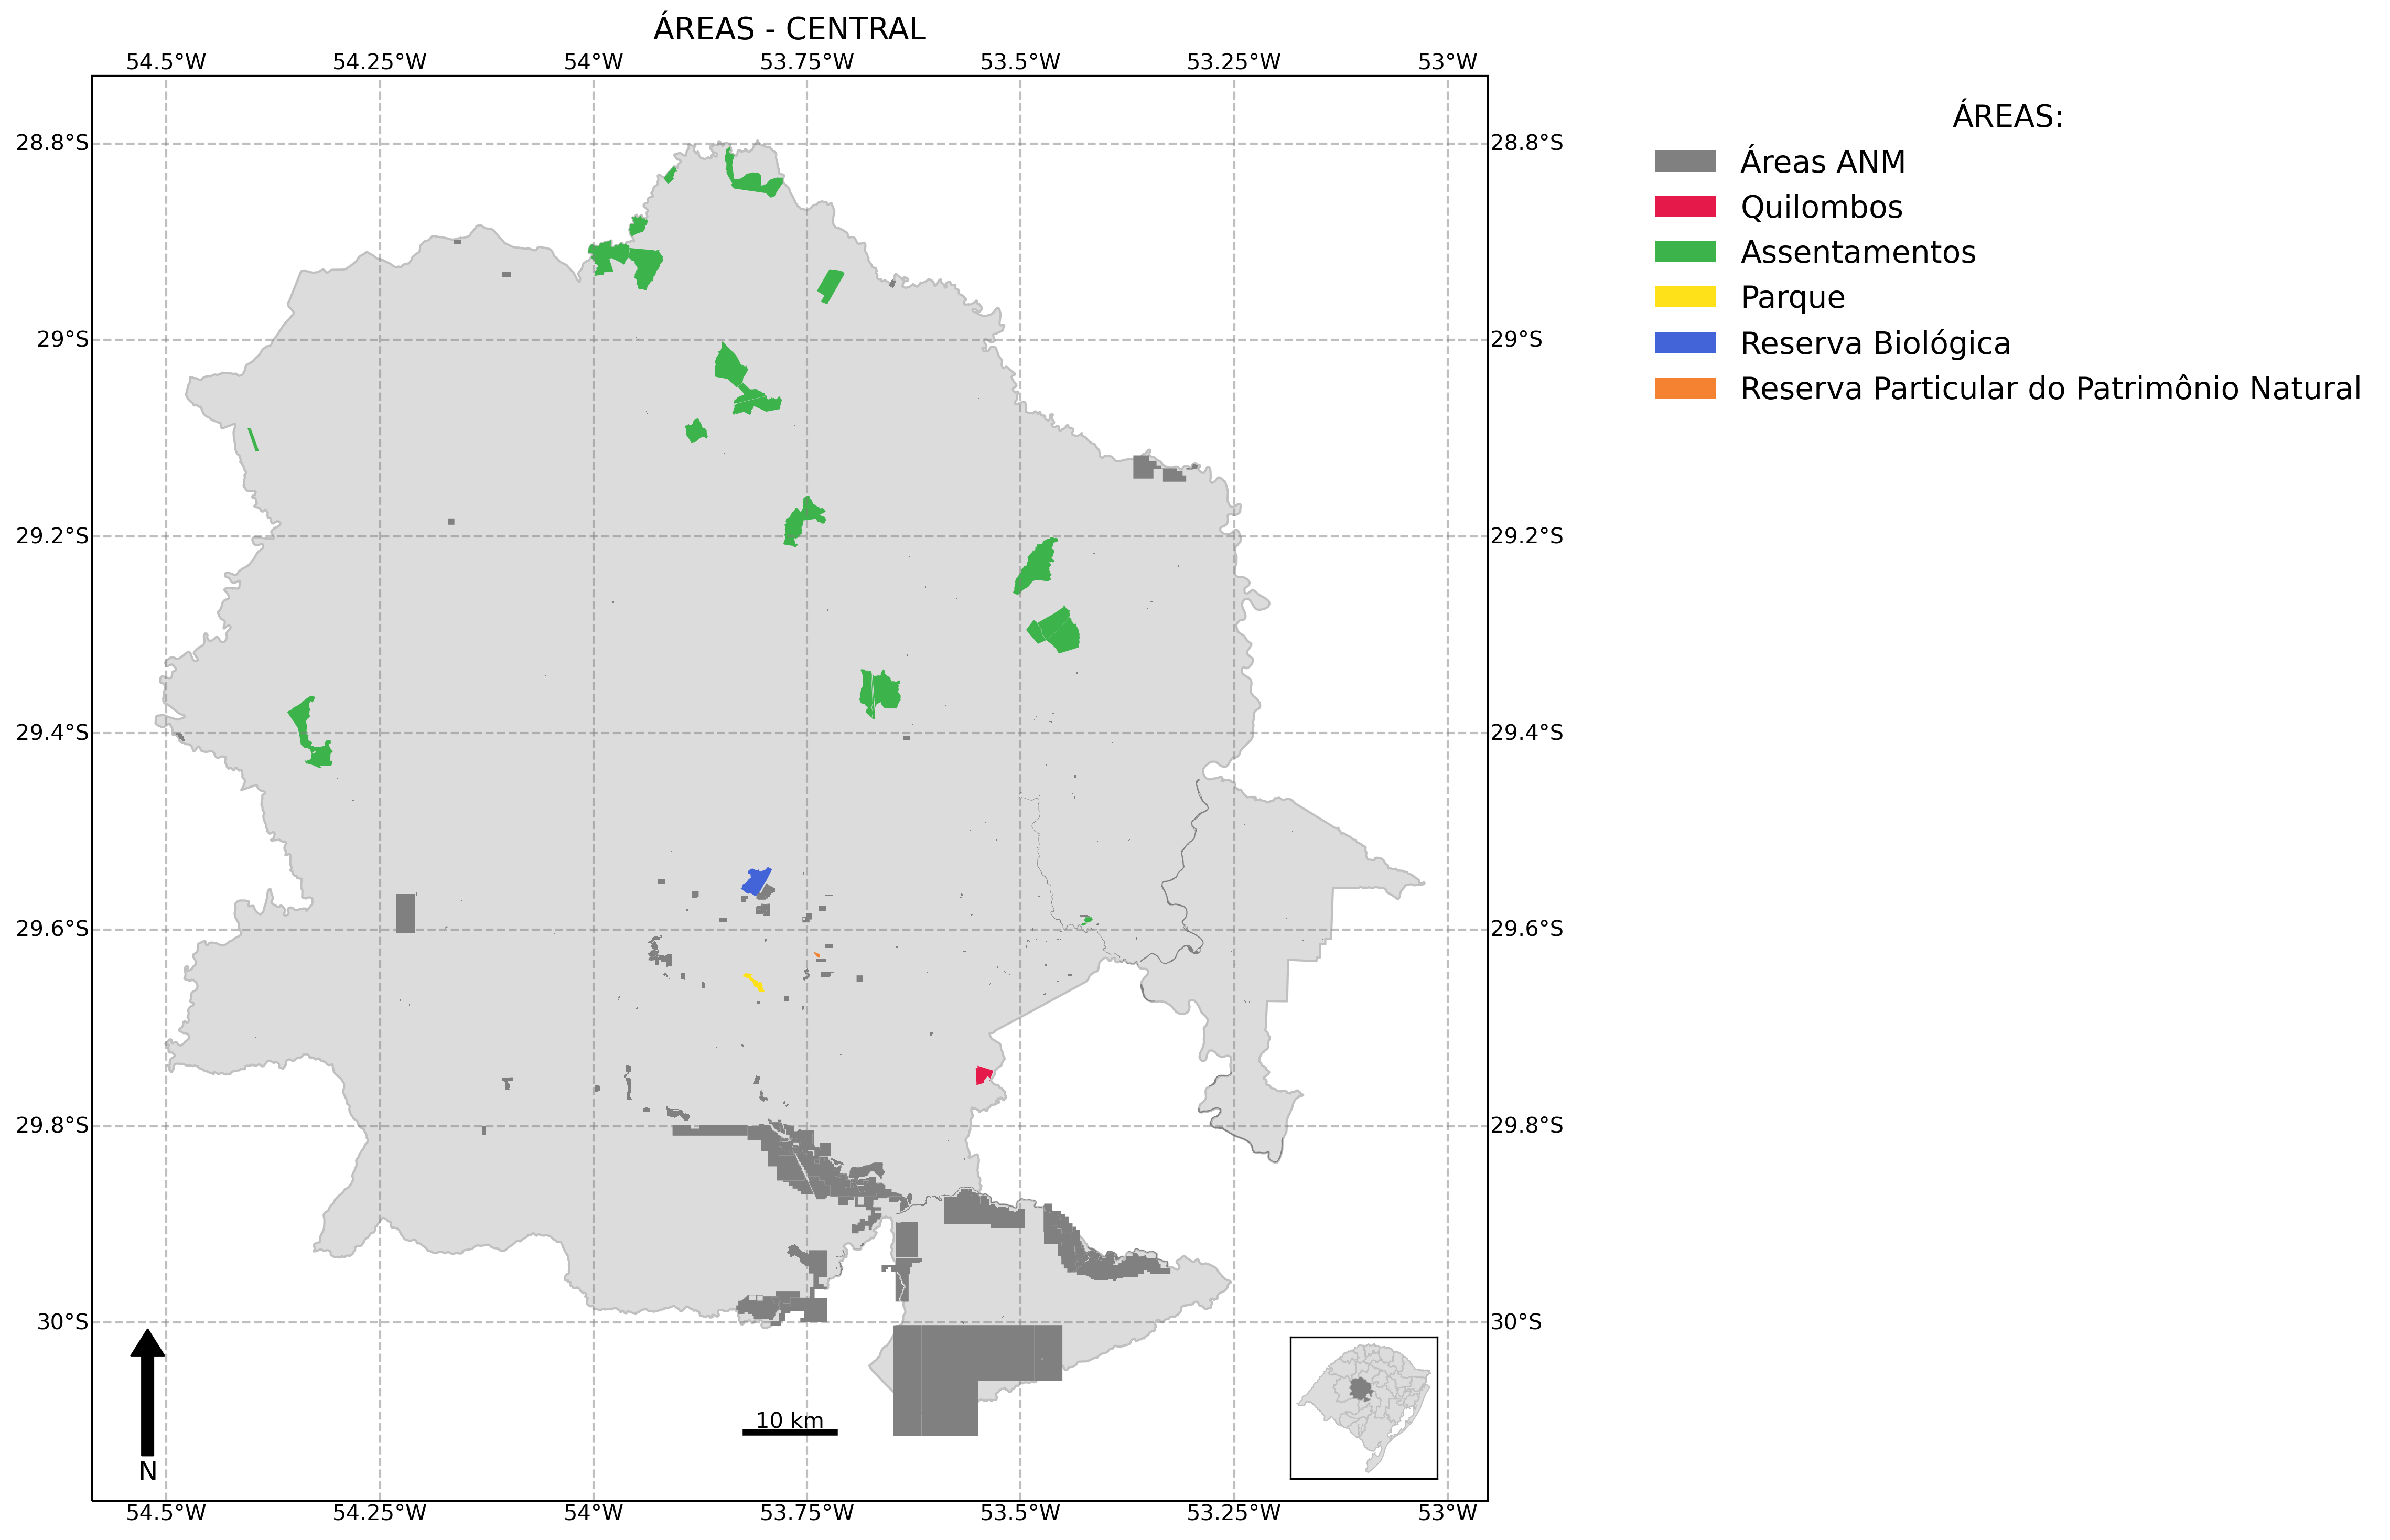 ÁREAS - CENTRAL
54.5°W 54.25°W 54°W 53.75°W 53.5°W 53.25°W 53°W
ÁREAS:
28.8°S 28.8°S
Áreas ANM
Quilombos
Assentamentos
Parque
29°S 29°S
Reserva Biológica
Reserva Particular do Patrimônio Natural
29.2°S 29.2°S
29.4°S 29.4°S
29.6°S 29.6°S
29.8°S 29.8°S
30°S 30°S
10 km
N
54.5°W 54.25°W 54°W 53.75°W 53.5°W 53.25°W 53°W